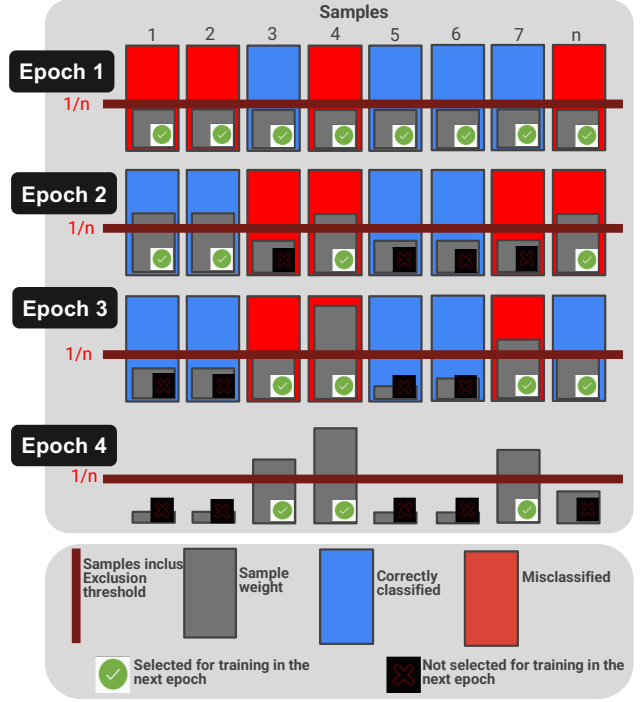 Samples
1 2 3 4 5 6 7 n
Epoch 1
1/n
Epoch 2
1/n
Epoch 3
1/n
Epoch 4
1/n
Samples inclus
Exclusion
threshold
Sample
weight
Correctly
classified
Misclassified
Selected for training in the
next epoch
Not selected for training in the
next epoch